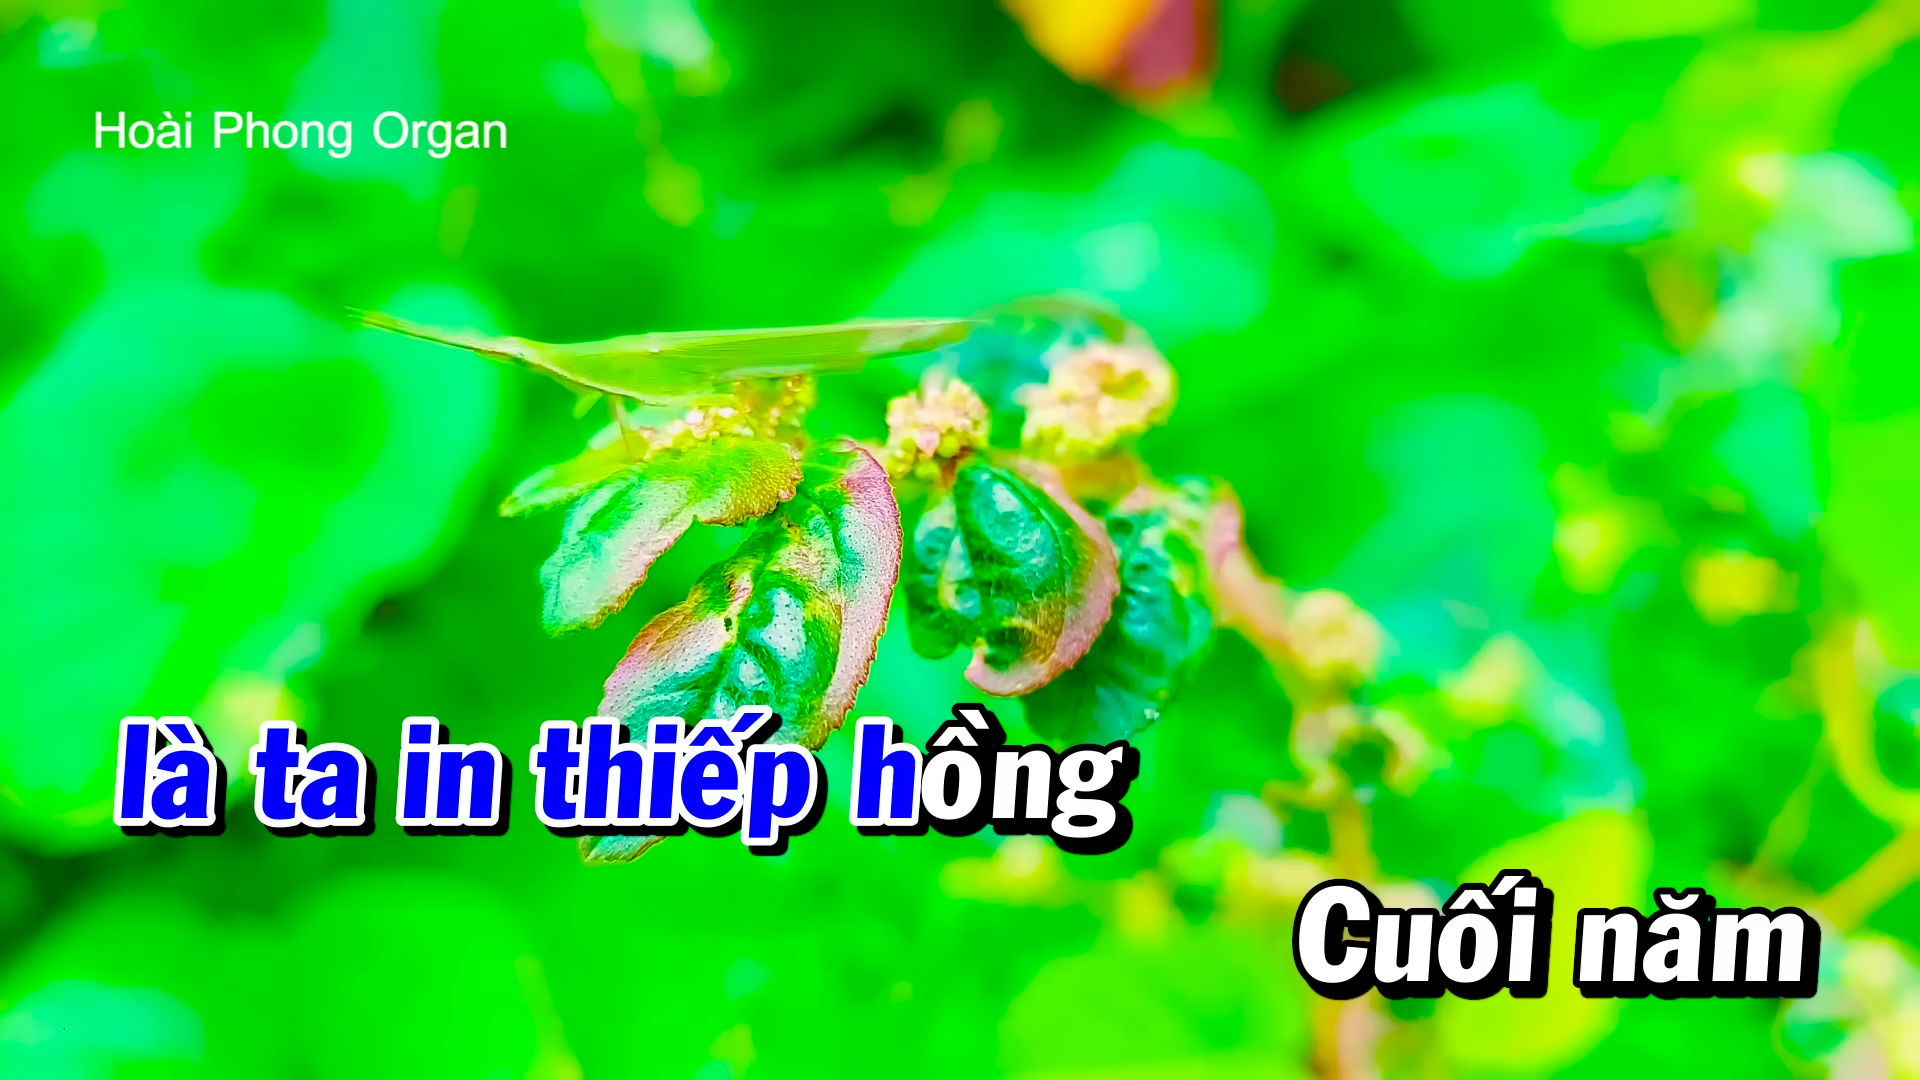 Hoài Phong Organ
là ta in thiếp hồng
Cuối năm